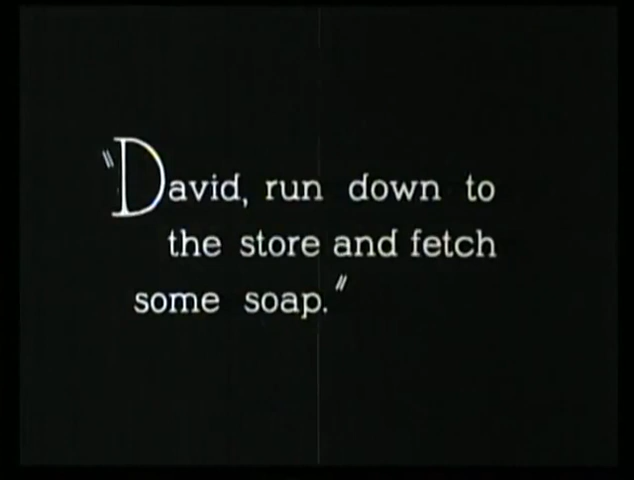 "David, run down to
the store and fetch
some soap."